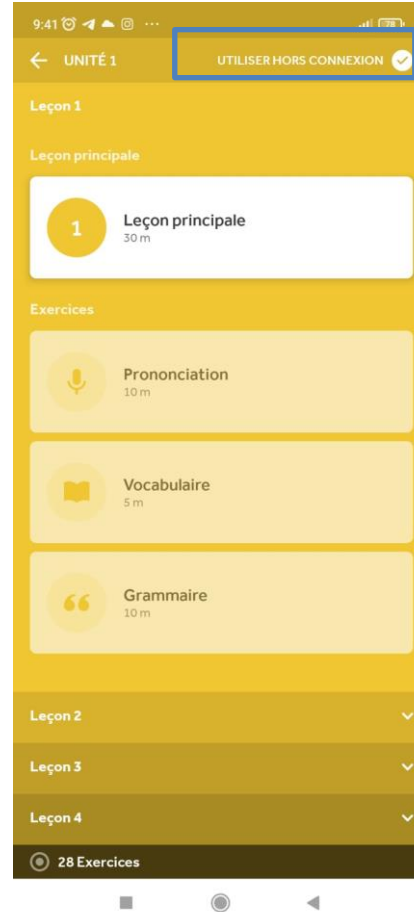 9:41
78
UNITÉ 1
UTILISER HORS CONNEXION
Leçon 1
Leçon principale
1
Leçon principale
30 m
Exercices
Prononciation
10 m
Vocabulaire
5 m
Grammaire
10 m
Leçon 2
Leçon 3
Leçon 4
28 Exercices